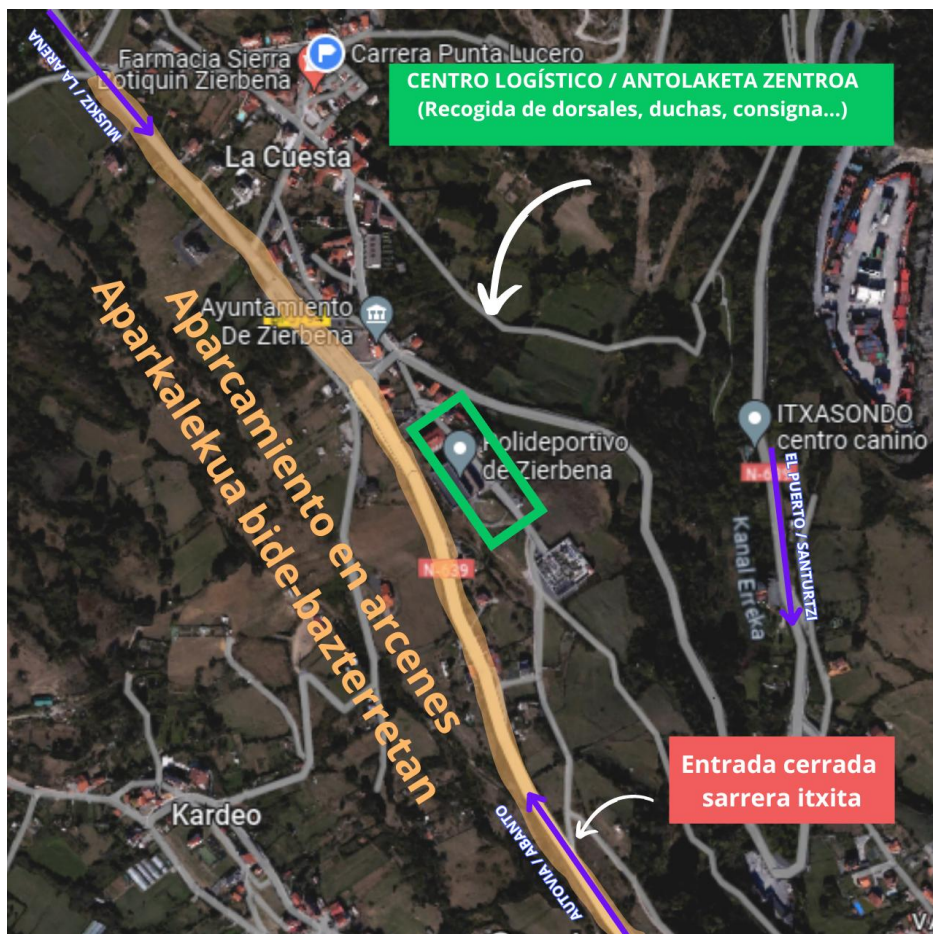 MUSKIZ / LA ARENA
Farmacia Sierra
Botiquin Zierbena
P
Carrera Punta Lucero
CENTRO LOGÍSTICO / ANTOLAKETA ZENTROA
(Recogida de dorsales, duchas, consigna...)
La Cuesta
Ayuntamiento
De Zierbena
Aparcamiento en arcenes
Aparkalekua bide-bazterretan
Polideportivo
de Zierbena
ITXASONDO
centro canino
EL PUERTO / SANTURTZI
Kanal Erreka
N-639
Entrada cerrada
sarrera itxita
Kardeo
AUTOVIA / ABANTO